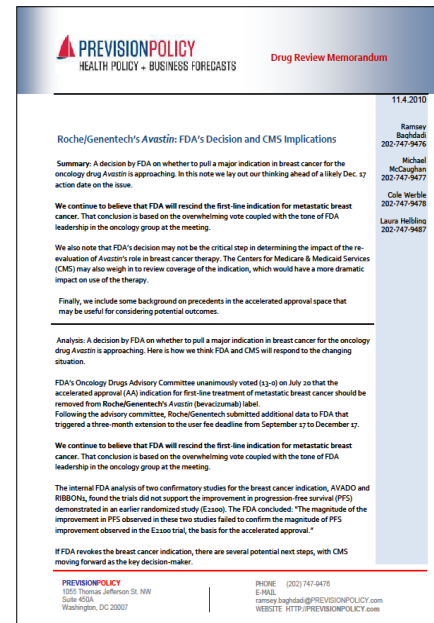 PREVISIONPOLICY
HEALTH POLICY + BUSINESS FORECASTS
Drug Review Memorandum
11.4.2010
Ramsey
Baghdadi
202-747-9476
Michael
McCaughan
202-747-9477
Cole Werble
202-747-9478
Laura Helbling
202-747-9487
Roche/Genentech's Avastin: FDA's Decision and CMS Implications
Summary: A decision by FDA on whether to pull a major indication in breast cancer for the
oncology drug Avastin is approaching. In this note we lay out our thinking ahead of a likely Dec. 17
action date on the issue.
We continue to believe that FDA will rescind the first-line indication for metastatic breast
cancer. That conclusion is based on the overwhelming vote coupled with the tone of FDA
leadership in the oncology group at the meeting.
We also note that FDA's decision may not be the critical step in determining the impact of the re-
evaluation of Avastin's role in breast cancer therapy. The Centers for Medicare & Medicaid Services
(CMS) may also weigh in to review coverage of the indication, which would have a more dramatic
impact on use of the therapy.
Finally, we include some background on precedents in the accelerated approval space that
may be useful for considering potential outcomes.
Analysis: A decision by FDA on whether to pull a major indication in breast cancer for the oncology
drug Avastin is approaching. Here is how we think FDA and CMS will respond to the changing
situation.
FDA's Oncology Drugs Advisory Committee unanimously voted (13-0) on July 20 that the
accelerated approval (AA) indication for first-line treatment of metastatic breast cancer should be
removed from Roche/Genentech's Avastin (bevacizumab) label.
Following the advisory committee, Roche/Genentech submitted additional data to FDA that
triggered a three-month extension to the user fee deadline from September 17 to December 17.
We continue to believe that FDA will rescind the first-line indication for metastatic breast
cancer. That conclusion is based on the overwhelming vote coupled with the tone of FDA
leadership in the oncology group at the meeting.
The internal FDA analysis of two confirmatory studies for the breast cancer indication, AVADO and
RIBBON1, found the trials did not support the improvement in progression-free survival (PFS)
demonstrated in an earlier randomized study (E2100). The FDA concluded: "The magnitude of the
improvement in PFS observed in these two studies failed to confirm the magnitude of PFS
improvement observed in the E2100 trial, the basis for the accelerated approval."
If FDA revokes the breast cancer indication, there are several potential next steps, with CMS
moving forward as the key decision-maker.
PREVISIONPOLICY
1055 Thomas Jefferson St. NW
Suite 450A
Washington, DC 20007
PHONE (202) 747-9476
E-MAIL
ramsey.baghdadi@PREVISIONPOLICY.com
WEBSITE HTTP://PREVISIONPOLICY.com